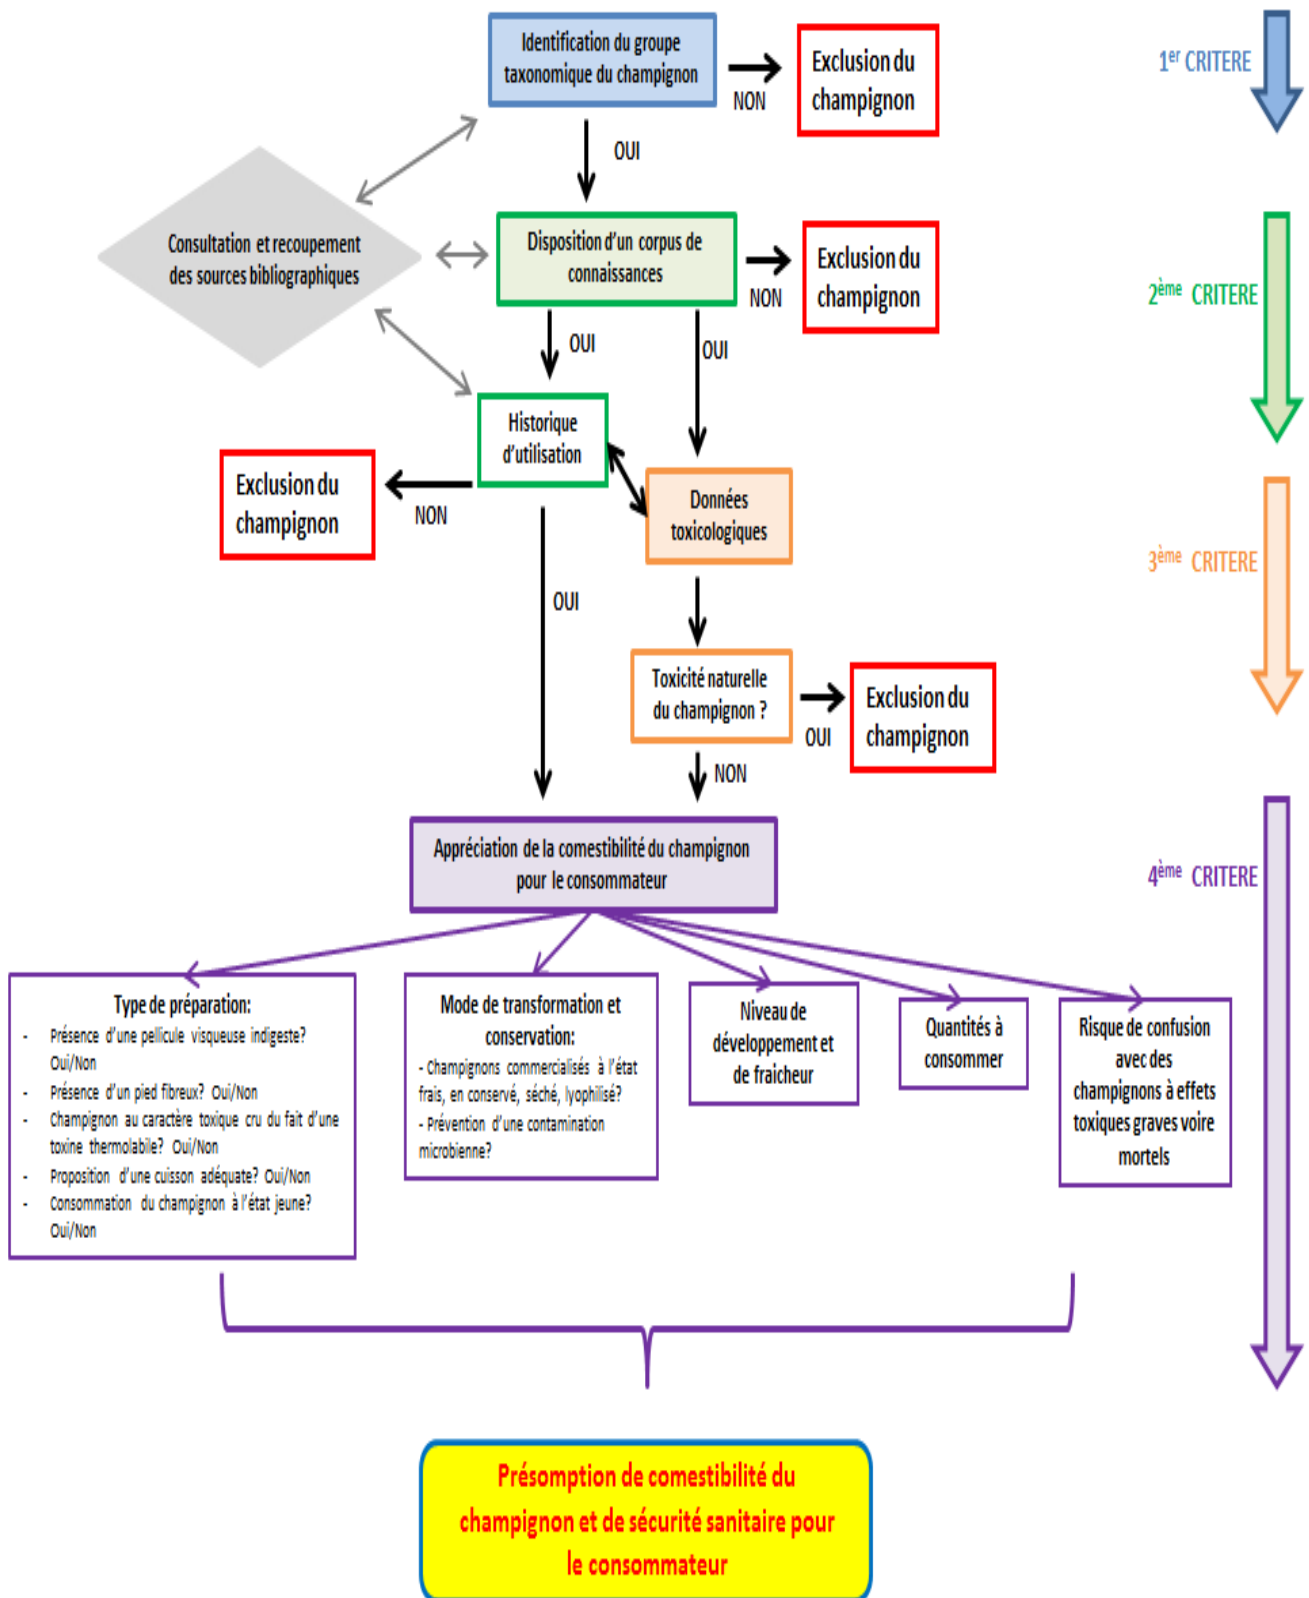 Identification du groupe
taxonomique du champignon
NON
Exclusion du
champignon
1er CRITERE
OUI
Consultation et recoupement
des sources bibliographiques
Disposition d'un corpus de
connaissances
NON
Exclusion du
champignon
2ème CRITERE
OUI
OUI
Historique
d'utilisation
NON
Exclusion du
champignon
Données
toxicologiques
3ème CRITERE
OUI
Toxicité naturelle
du champignon ?
OUI
Exclusion du
champignon
NON
Appréciation de la comestibilité du champignon
pour le consommateur
4ème CRITERE
Type de préparation:
- Présence d'une pellicule visqueuse indigeste?
Oui/Non
- Présence d'un pied fibreux? Oui/Non
- Champignon au caractère toxique cru du fait d'une
toxine thermolabile? Oui/Non
- Proposition d'une cuisson adéquate? Oui/Non
- Consommation du champignon à l'état jeune?
Oui/Non
Mode de transformation et
conservation:
- Champignons commercialisés à l'état
frais, en conservé, séché, lyophilisé?
- Prévention d'une contamination
microbienne?
Niveau de
développement et
de fraicheur
Quantités à
consommer
Risque de confusion
avec des
champignons à effets
toxiques graves voire
mortels
Présomption de comestibilité du
champignon et de sécurité sanitaire pour
le consommateur